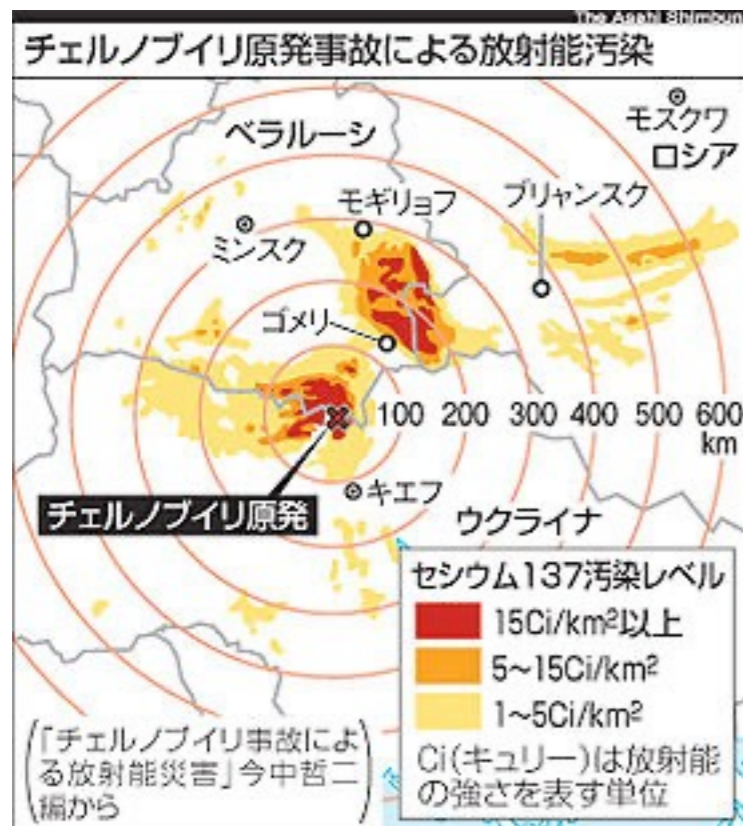 The Asahi Shimbun
チェルノブイリ原発事故による放射能汚染
モスクワ
ロシア
ベラルーシ
ブリャンスク
モギリョフ
ミンスク
ゴメリ
100 200 300 400 500 600
km
キエフ
チェルノブイリ原発
ウクライナ
セシウム137汚染レベル
15Ci/km²以上
5~15Ci/km²
1~5Ci/km²
Ci(キュリー)は放射能
の強さを表す単位
(「チェルノブイリ事故によ
る放射能災害」今中哲二
編から)